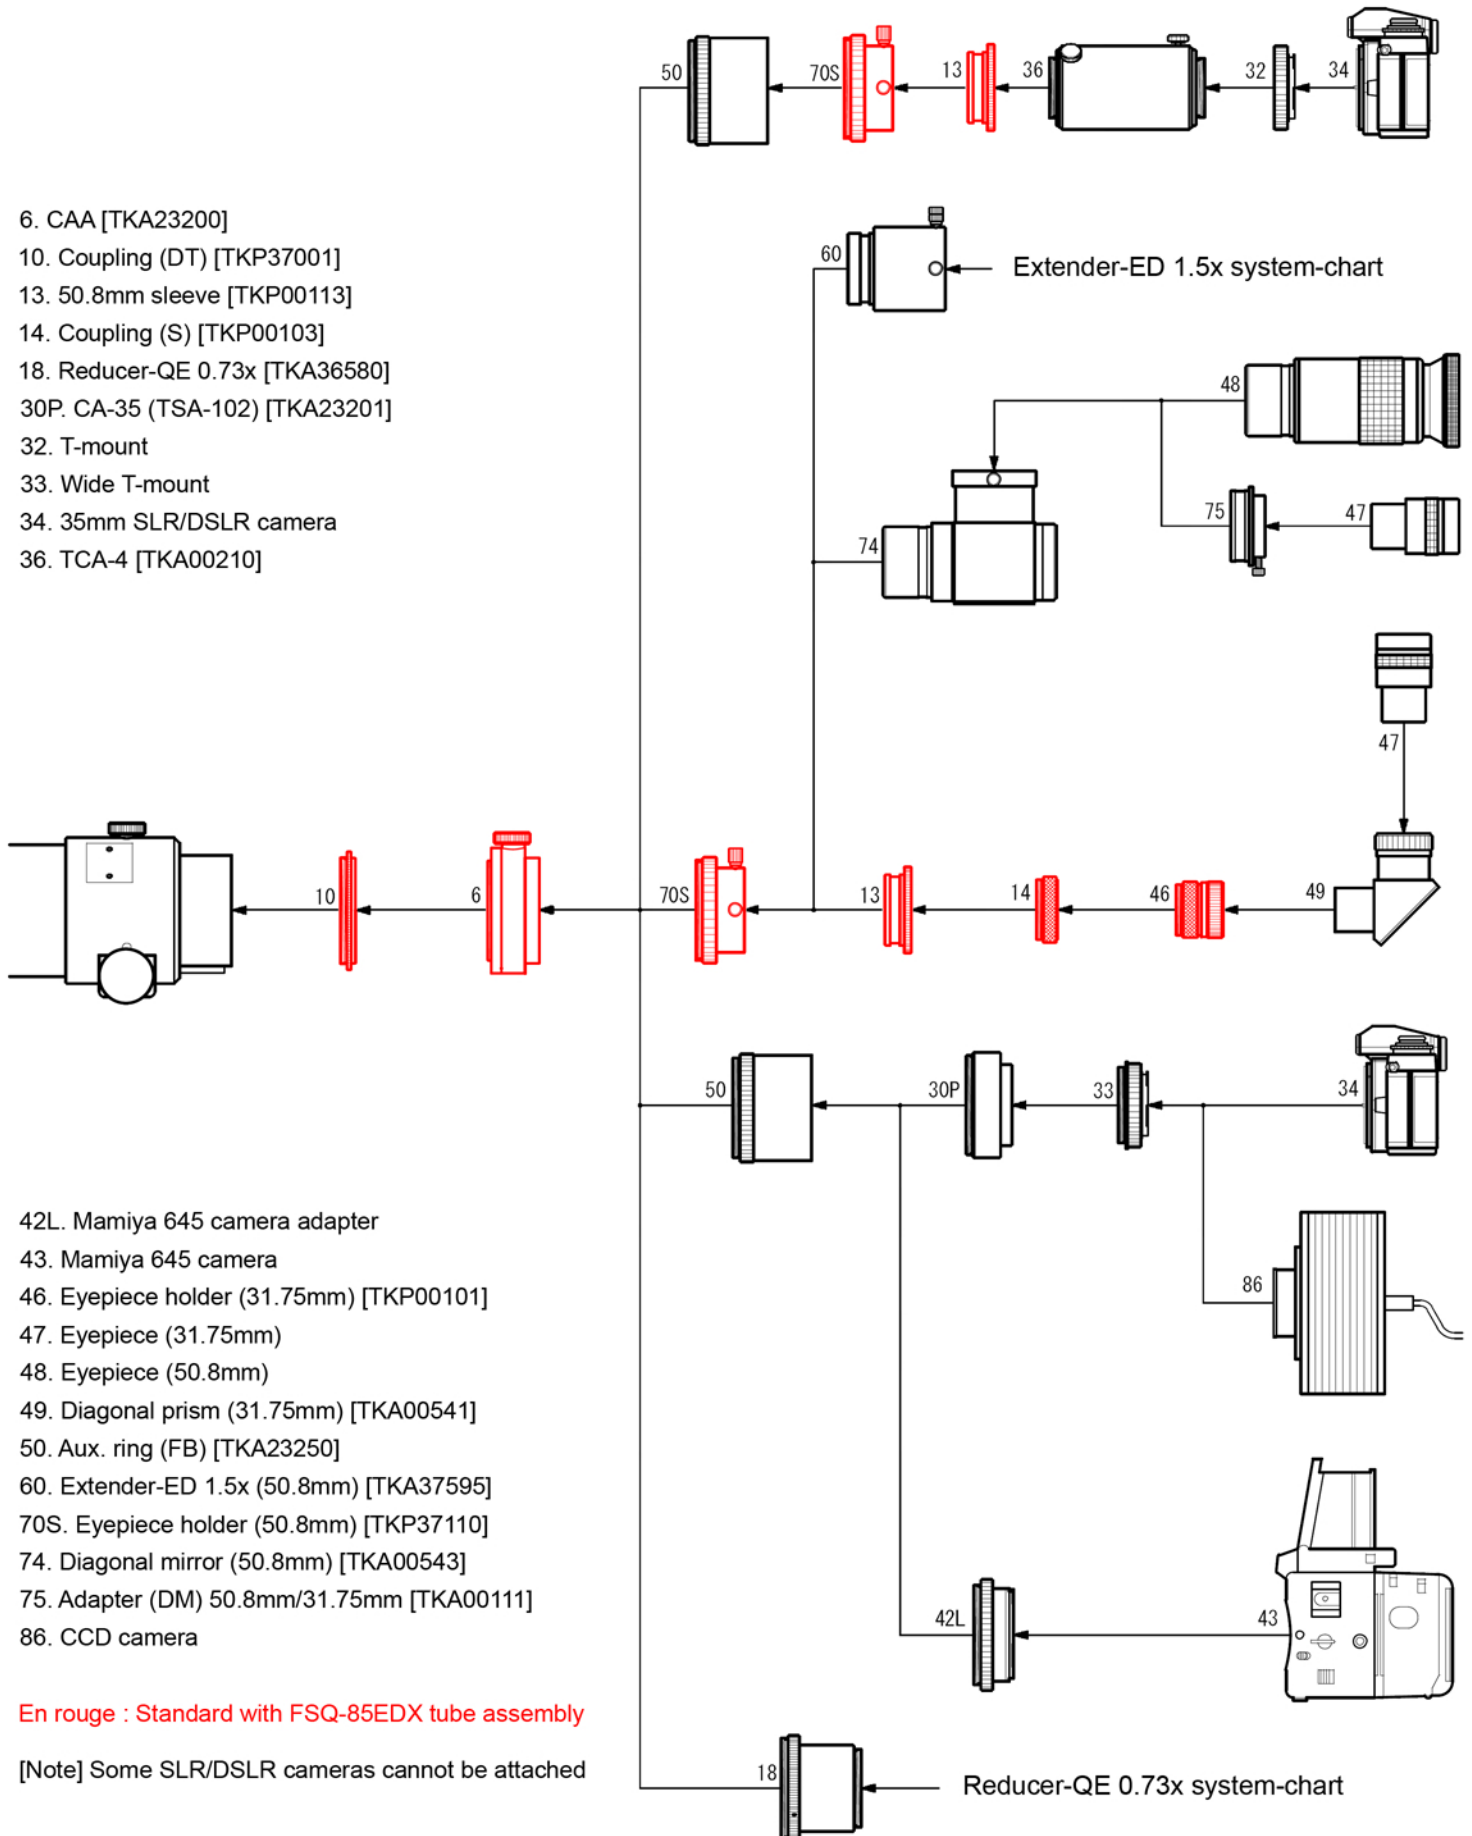 50
70S
13
36
32
34
6. CAA [TKA23200]
10. Coupling (DT) [TKP37001]
13. 50.8mm sleeve [TKP00113]
14. Coupling (S) [TKP00103]
18. Reducer-QE 0.73x [TKA36580]
30P. CA-35 (TSA-102) [TKA23201]
32. T-mount
33. Wide T-mount
34. 35mm SLR/DSLR camera
36. TCA-4 [TKA00210]
60
Extender-ED 1.5x system-chart
48
75
47
74
47
10
6
70S
13
14
46
49
50
30P
33
34
86
42L. Mamiya 645 camera adapter
43. Mamiya 645 camera
46. Eyepiece holder (31.75mm) [TKP00101]
47. Eyepiece (31.75mm)
48. Eyepiece (50.8mm)
49. Diagonal prism (31.75mm) [TKA00541]
50. Aux. ring (FB) [TKA23250]
60. Extender-ED 1.5x (50.8mm) [TKA37595]
70S. Eyepiece holder (50.8mm) [TKP37110]
74. Diagonal mirror (50.8mm) [TKA00543]
75. Adapter (DM) 50.8mm/31.75mm [TKA00111]
86. CCD camera
42L
43
En rouge : Standard with FSQ-85EDX tube assembly
[Note] Some SLR/DSLR cameras cannot be attached
18
Reducer-QE 0.73x system-chart